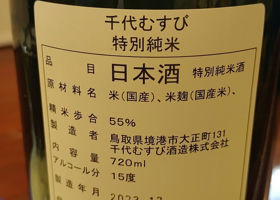 千代むすび
特別純米
品目 日本酒 特別純米酒
原材料名 米(国産)、米麹(国産米)、
精米歩合 55%
製造者 鳥取県境港市大正町131
千代むすび酒造株式会社
内容量 720ml
アルコール分 15度
製造年月